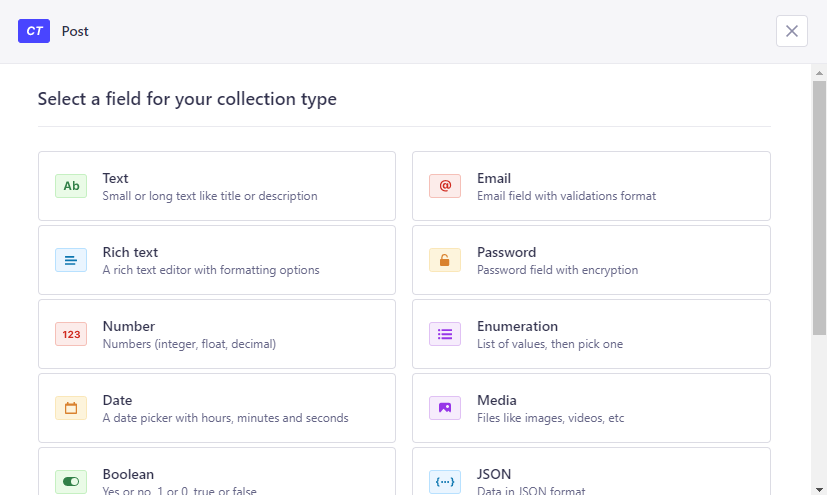 CT Post
Select a field for your collection type
Ab Text
Small or long text like title or description
@ Email
Email field with validations format
Rich text
A rich text editor with formatting options
Password
Password field with encryption
123 Number
Numbers (integer, float, decimal)
Enumeration
List of values, then pick one
Date
A date picker with hours, minutes and seconds
Media
Files like images, videos, etc
Boolean
Yes or no, 1 or 0, true or false
{···} JSON
Data in JSON format